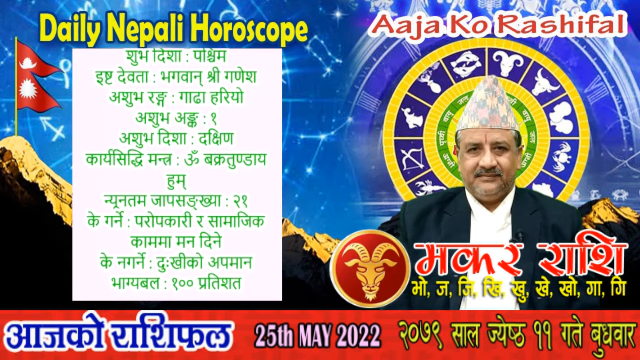 Daily Nepali Horoscope
Aaja Ko Rashifal
शुभ दिशा : पश्चिम
इष्ट देवता : भगवान् श्री गणेश
अशुभ रङ्ग : गाढा हरियो
अशुभ अङ्क : १
अशुभ दिशा : दक्षिण
कार्यसिद्धि मन्त्र : ॐ बक्रतुण्डाय
हुम्
न्यूनतम जापसङ्ख्या : २१
के गर्ने : परोपकारी र सामाजिक
काममा मन दिने
के नगर्ने : दुःखीको अपमान
भाग्यबल : १०० प्रतिशत
मकर राशि
भो, ज, जि, खि, खु, खे, खो, गा, गि
आजको राशिफल
25th MAY 2022
२०७९ साल ज्येष्ठ ११ गते बुधवार